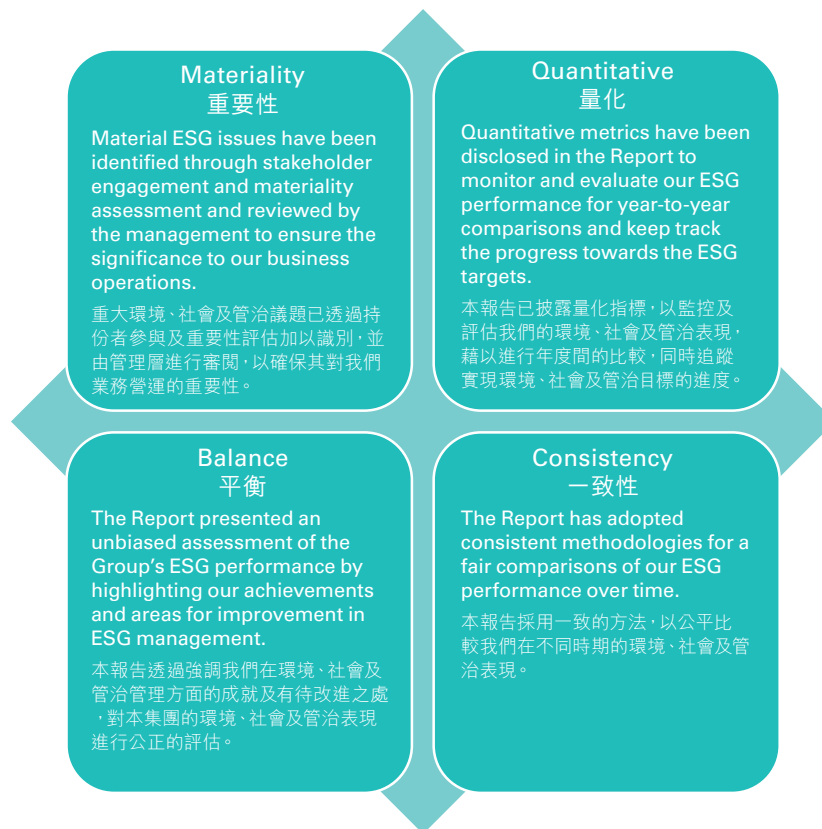 Materiality
重要性
Material ESG issues have been
identified through stakeholder
engagement and materiality
assessment and reviewed by
the management to ensure the
significance to our business
operations.
重大環境、社會及管治議題已透過持
份者參與及重要性評估加以識別，並
由管理層進行審閱，以確保其對我們
業務營運的重要性。
Quantitative
量化
Quantitative metrics have been
disclosed in the Report to
monitor and evaluate our ESG
performance for year-to-year
comparisons and keep track
the progress towards the ESG
targets.
本報告已披露量化指標，以監控及
評估我們的環境、社會及管治表現，
藉以進行年度間的比較，同時追蹤
實現環境、社會及管治目標的進度。
Balance
平衡
The Report presented an
unbiased assessment of the
Group's ESG performance by
highlighting our achievements
and areas for improvement in
ESG management.
本報告透過強調我們在環境、社會及
管治管理方面的成就及有待改進之處
，對本集團的環境、社會及管治表現
進行公正的評估。
Consistency
一致性
The Report has adopted
consistent methodologies for a
fair comparisons of our ESG
performance over time.
本報告採用一致的方法，以公平比
較我們在不同時期的環境、社會及管
治表現。